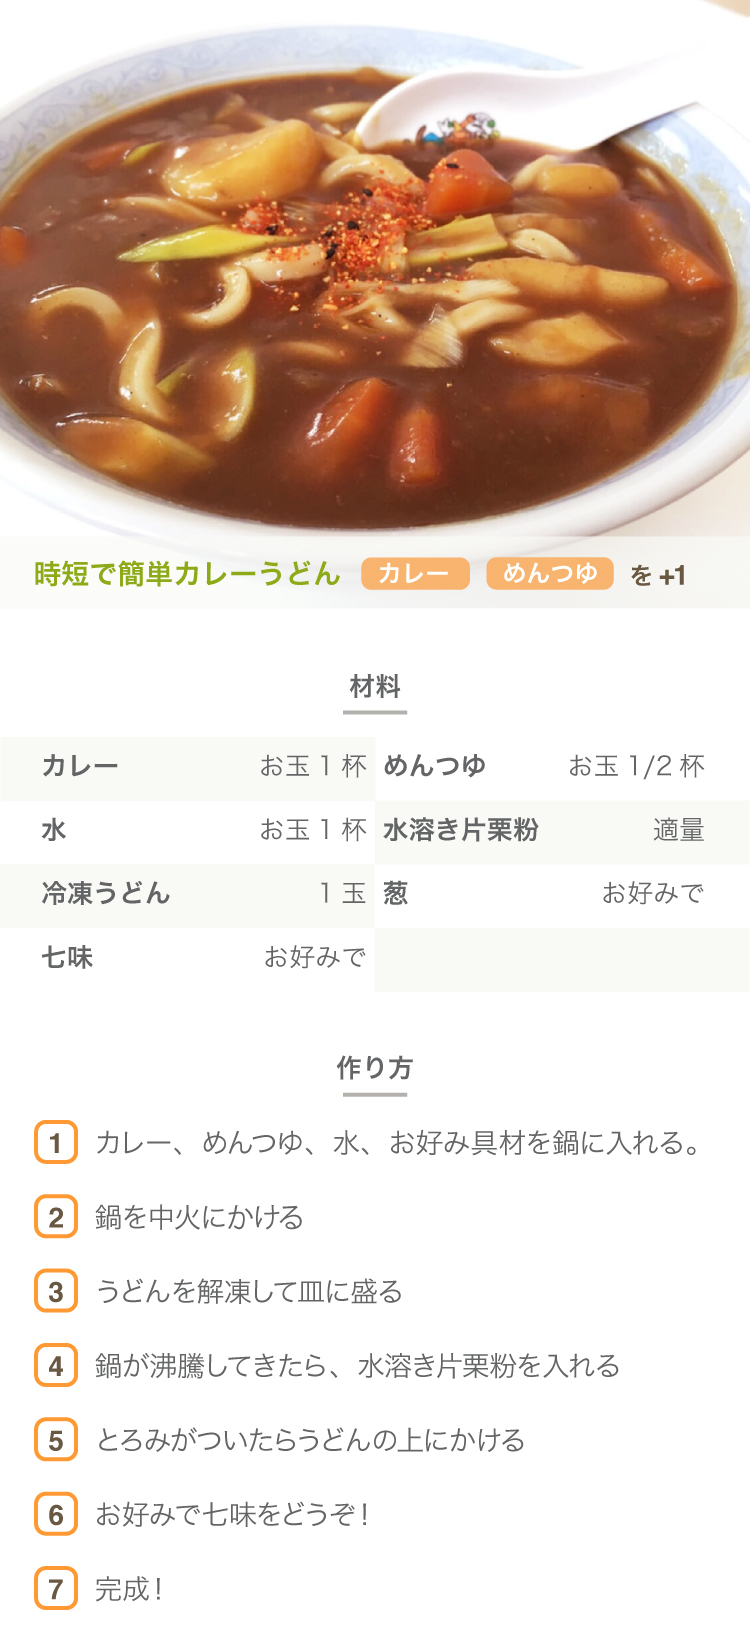 時短で簡単カレーうどん カレー めんつゆ を +1
材料
カレー お玉 1 杯 めんつゆ お玉 1/2 杯
水 お玉 1 杯 水溶き片栗粉 適量
冷凍うどん 1 玉 葱 お好みで
七味 お好みで
作り方
1 カレー、めんつゆ、水、お好み具材を鍋に入れる。
2 鍋を中火にかける
3 うどんを解凍して皿に盛る
4 鍋が沸騰してきたら、水溶き片栗粉を入れる
5 とろみがついたらうどんの上にかける
6 お好みで七味をどうぞ！
7 完成！